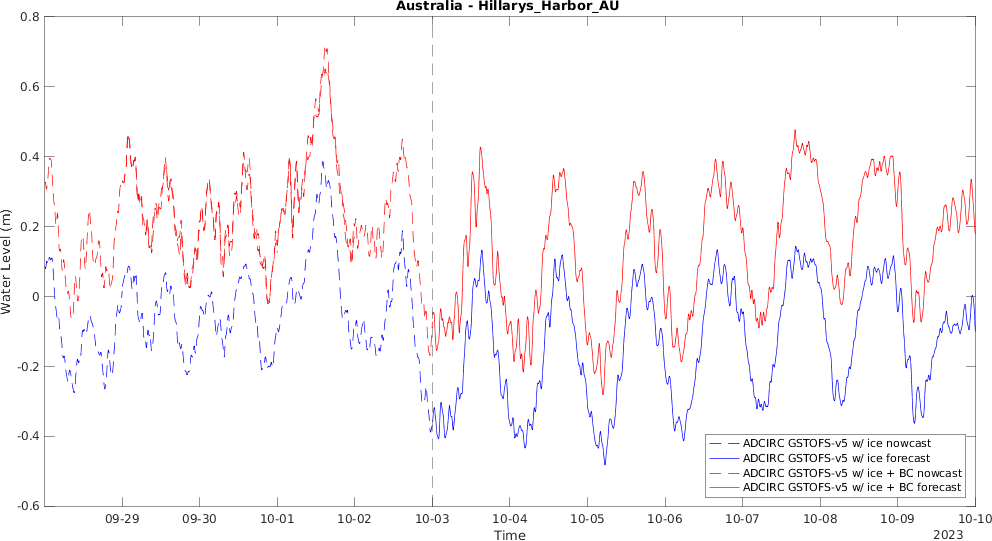 Australia - Hillarys_Harbor_AU
0.8
0.6
0.4
0.2
0
-0.2
-0.4
-0.6
Water Level (m)
ADCIRC GSTOFS-v5 w/ ice nowcast
ADCIRC GSTOFS-v5 w/ ice forecast
ADCIRC GSTOFS-v5 w/ ice + BC nowcast
ADCIRC GSTOFS-v5 w/ ice + BC forecast
09-29 09-30 10-01 10-02 10-03 10-04 10-05 10-06 10-07 10-08 10-09 10-10
Time 2023